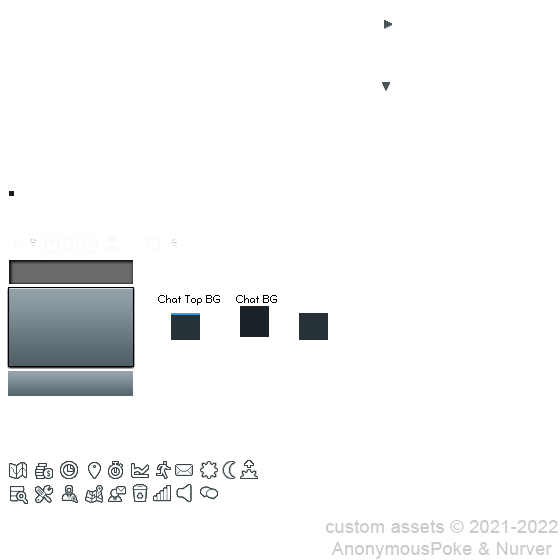 Chat Top BG Chat BG
custom assets © 2021-2022
AnonymousPoke & Nurver